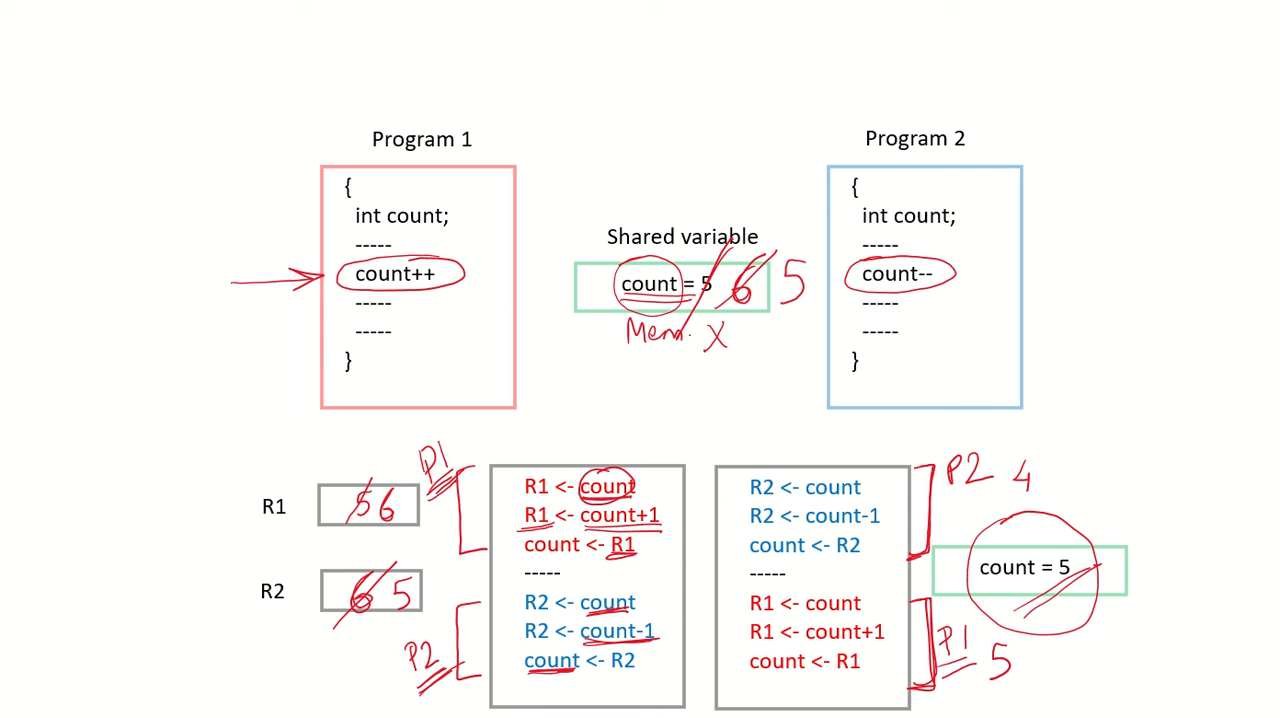 Program 1
{
int count;
-----
count++
-----
-----
}
Shared variable
count = 5 6 5
Mem. X
Program 2
{
int count;
-----
count--
-----
-----
}
R1
5 6
R2
6 5
P1
R1 <- count
R1 <- count+1
count <- R1
-----
P2
R2 <- count
R2 <- count-1
count <- R2
R2 <- count
R2 <- count-1
count <- R2
P2 4
-----
R1 <- count
R1 <- count+1
count <- R1
P1 5
count = 5